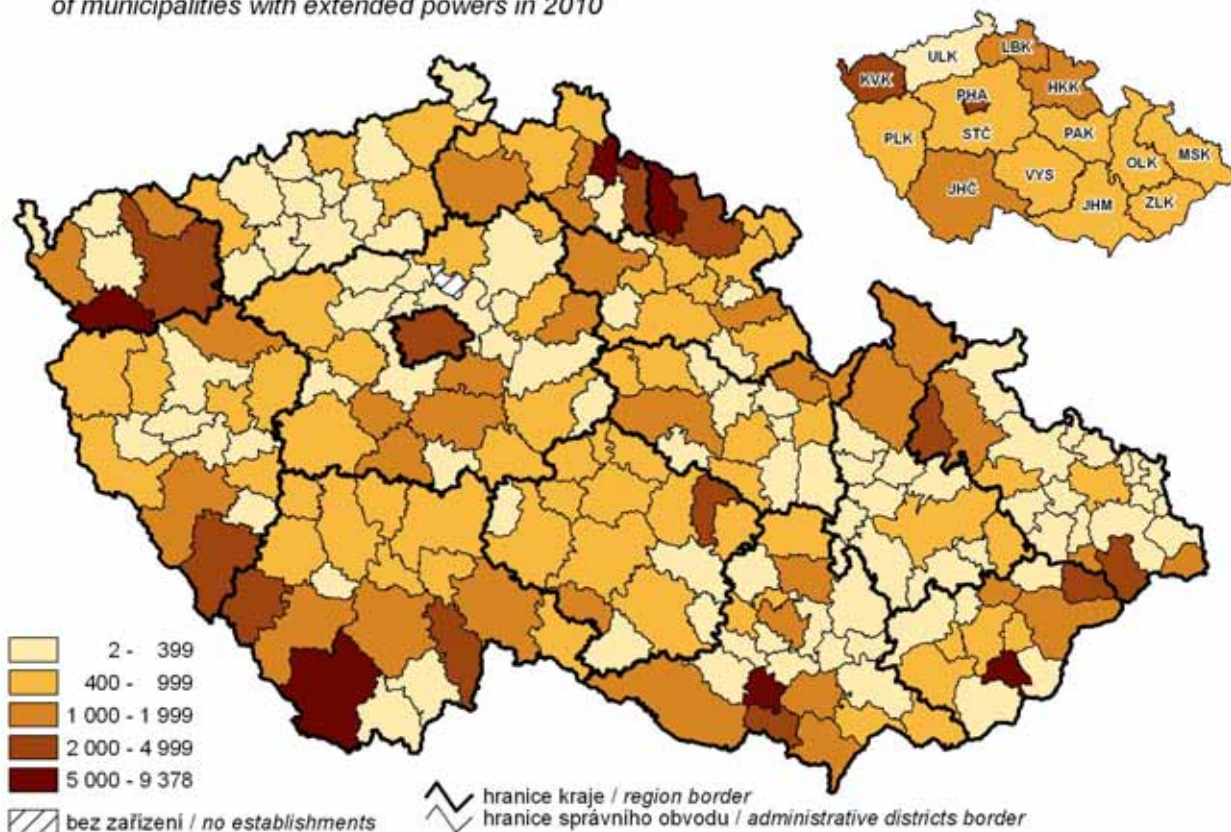 of municipalities with extended powers in 2010
ULK
LBK
KVK
HKK
PHA
PLK
STČ
PAK
OLK
MSK
VYS
JHČ
JHM
ZLK
2 - 399
400 - 999
1 000 - 1 999
2 000 - 4 999
5 000 - 9 378
bez zařízení / no establishments
hranice kraje / region border
hranice správního obvodu / administrative districts border